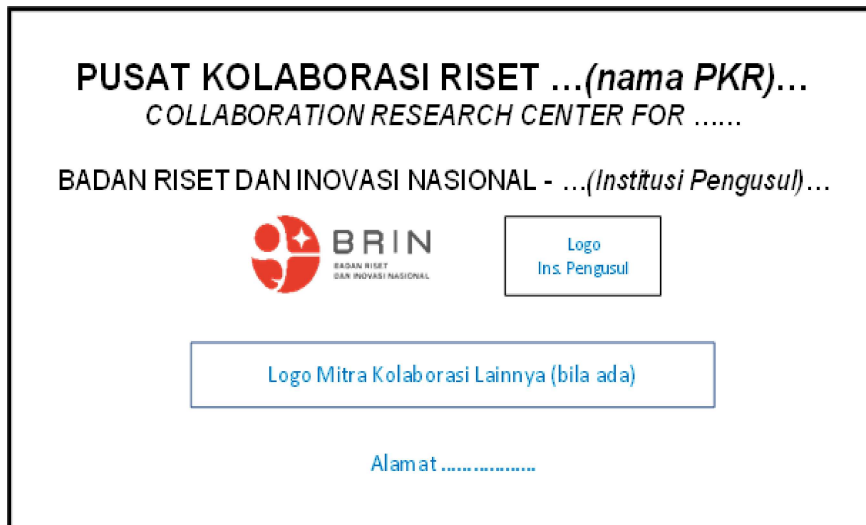 PUSAT KOLABORASI RISET ...(nama PKR)...
COLLABORATION RESEARCH CENTER FOR ......
BADAN RISET DAN INOVASI NASIONAL - ...(Institusi Pengusul)...
BRIN
BADAN RISET
DAN INOVASI NASIONAL
Logo
Ins. Pengusul
Logo Mitra Kolaborasi Lainnya (bila ada)
Alamat ..................